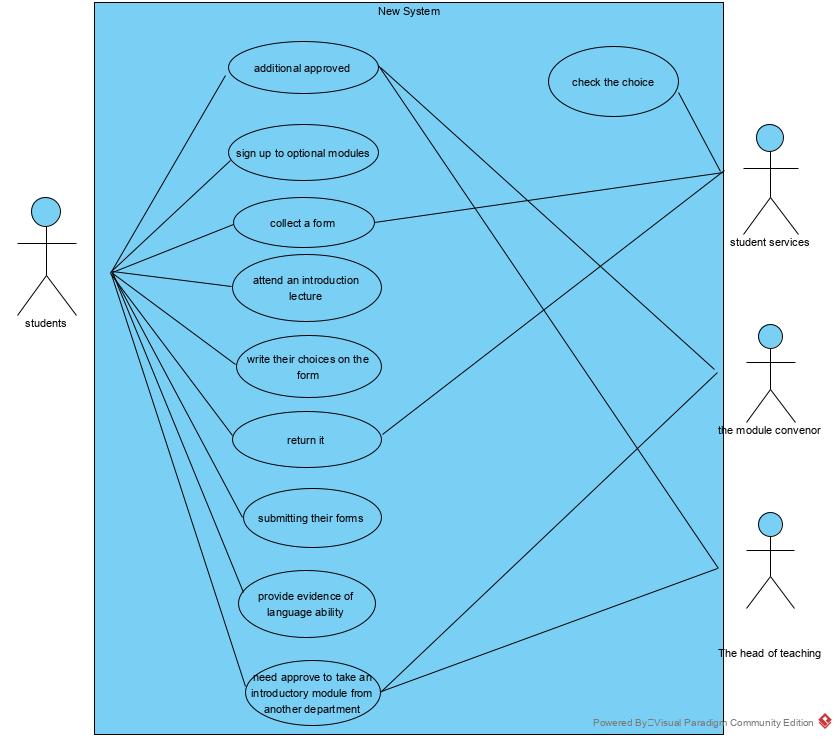 New System
additional approved
check the choice
sign up to optional modules
collect a form
student services
attend an introduction
lecture
students
write their choices on the
form
the module convenor
return it
submitting their forms
provide evidence of
language ability
The head of teaching
need approve to take an
introductory module from
another department
Powered By Visual Paradigm Community Edition